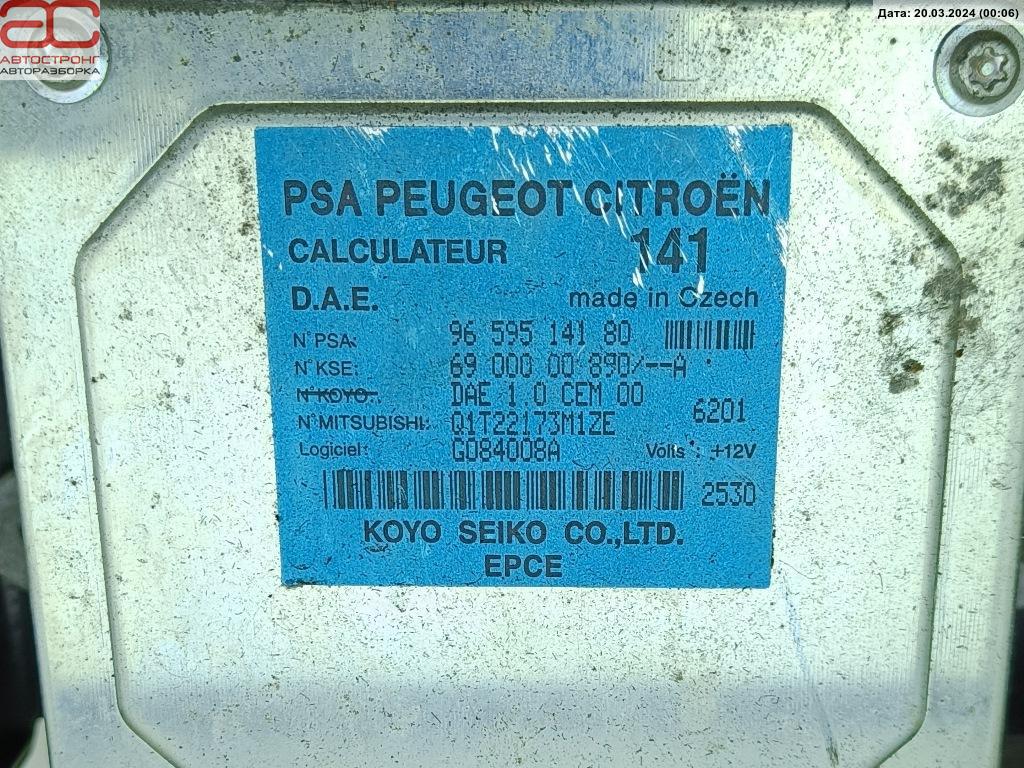 Дата: 20.03.2024 (00:06)
АС
АВТОСТРОНГ
АВТОРАЗБОРКА
PSA PEUGEOT CITROËN
CALCULATEUR 141
D.A.E. made in Czech
N° PSA: 96 595 141 80
N° KSE: 69 000 00 890/--A
N° KOYO: DAE 1.0 CEM 00
6201
N° MITSUBISHI: Q1T22173M1ZE
Logiciel: G084008A Volts : +12V
2530
KOYO SEIKO CO.,LTD.
EPCE